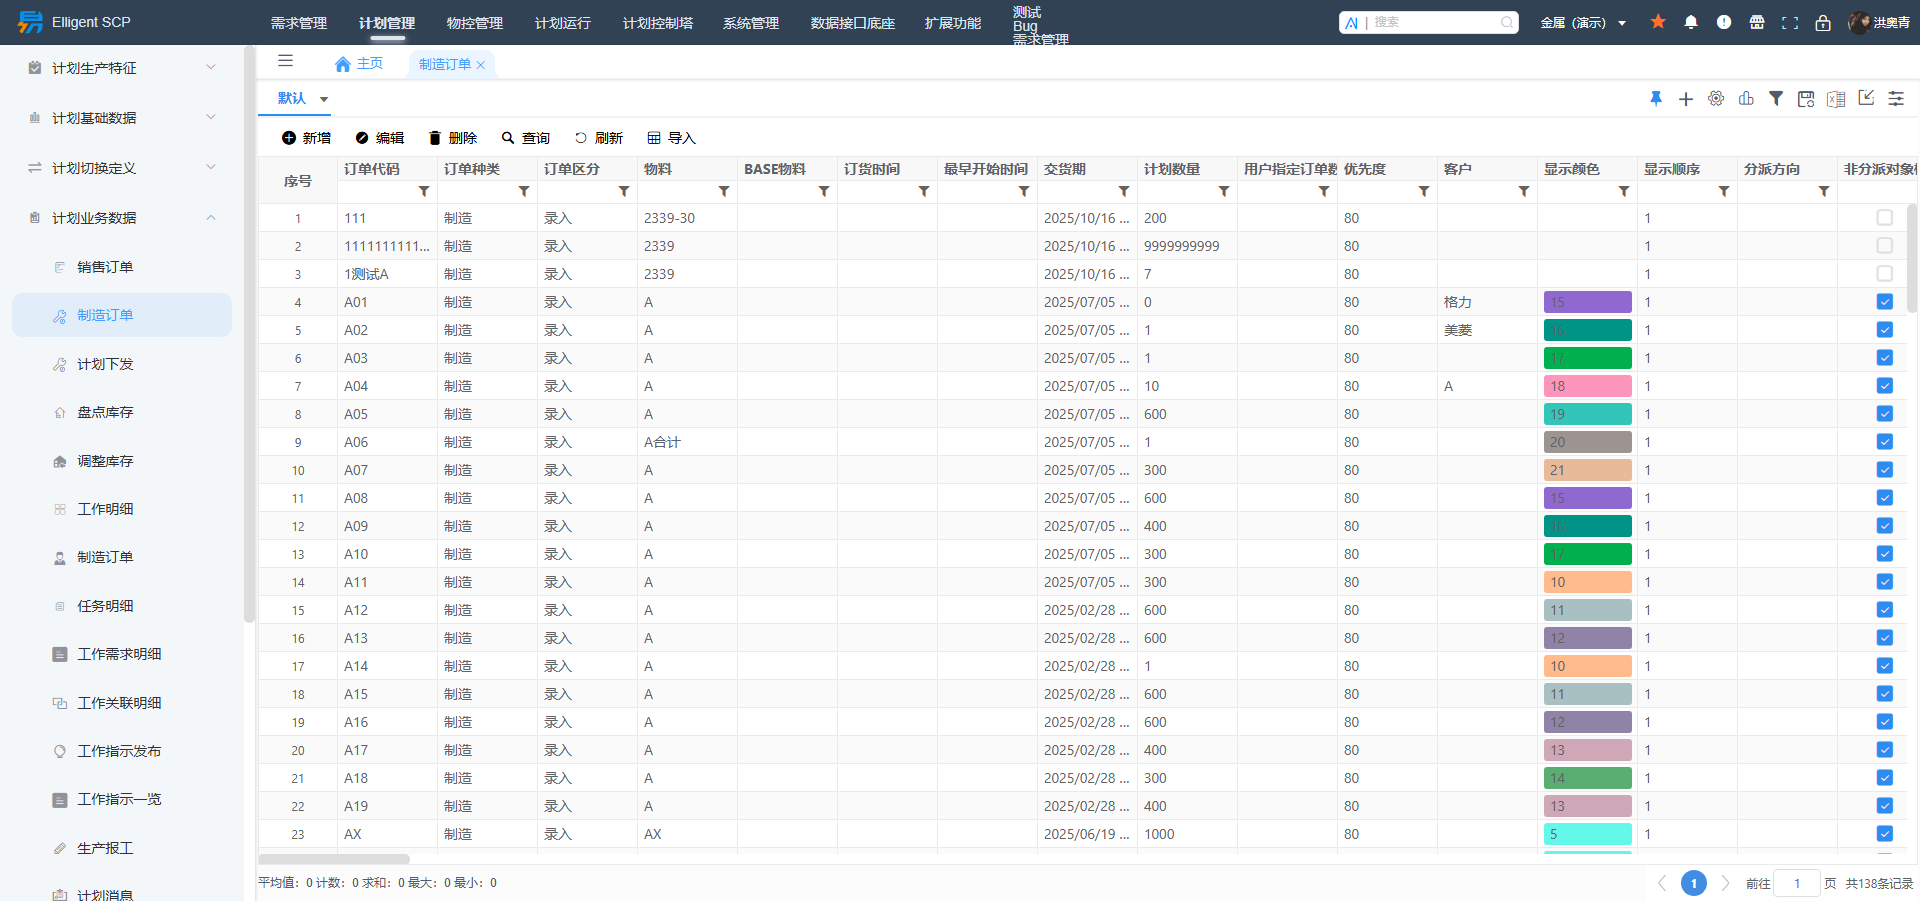 Elligent SCP
需求管理 计划管理 物控管理 计划运行 计划控制塔 系统管理 数据接口底座 扩展功能 测试
Bug
需求管理
AI | 搜索
金属（演示）
洪奥青
计划生产特征
计划基础数据
计划切换定义
计划业务数据
销售订单
制造订单
计划下发
盘点库存
调整库存
工作明细
制造订单
任务明细
工作需求明细
工作关联明细
工作指示发布
工作指示一览
生产报工
计划消息
主页 制造订单
默认
新增 编辑 删除 查询 刷新 导入
序号 订单代码 订单种类 订单区分 物料 BASE物料 订货时间 最早开始时间 交货期 计划数量 用户指定订单数 优先度 客户 显示颜色 显示顺序 分派方向 非分派对象
1 111 制造 录入 2339-30 2025/10/16 ... 200 80 1
2 1111111111... 制造 录入 2339 2025/10/16 ... 9999999999 80 1
3 1测试A 制造 录入 2339 2025/10/16 ... 7 80 1
4 A01 制造 录入 A 2025/07/05 ... 0 80 格力 15 1
5 A02 制造 录入 A 2025/07/05 ... 1 80 美菱 16 1
6 A03 制造 录入 A 2025/07/05 ... 1 80 17 1
7 A04 制造 录入 A 2025/07/05 ... 10 80 A 18 1
8 A05 制造 录入 A 2025/07/05 ... 600 80 19 1
9 A06 制造 录入 A合计 2025/07/05 ... 1 80 20 1
10 A07 制造 录入 A 2025/07/05 ... 300 80 21 1
11 A08 制造 录入 A 2025/07/05 ... 600 80 15 1
12 A09 制造 录入 A 2025/07/05 ... 400 80 16 1
13 A10 制造 录入 A 2025/07/05 ... 300 80 17 1
14 A11 制造 录入 A 2025/07/05 ... 300 80 10 1
15 A12 制造 录入 A 2025/02/28 ... 600 80 11 1
16 A13 制造 录入 A 2025/02/28 ... 600 80 12 1
17 A14 制造 录入 A 2025/02/28 ... 1 80 10 1
18 A15 制造 录入 A 2025/02/28 ... 600 80 11 1
19 A16 制造 录入 A 2025/02/28 ... 600 80 12 1
20 A17 制造 录入 A 2025/02/28 ... 400 80 13 1
21 A18 制造 录入 A 2025/02/28 ... 300 80 14 1
22 A19 制造 录入 A 2025/02/28 ... 400 80 13 1
23 AX 制造 录入 AX 2025/06/19 ... 1000 80 5 1
平均值：0 计数：0 求和：0 最大：0 最小：0
1 前往 1 页 共138条记录